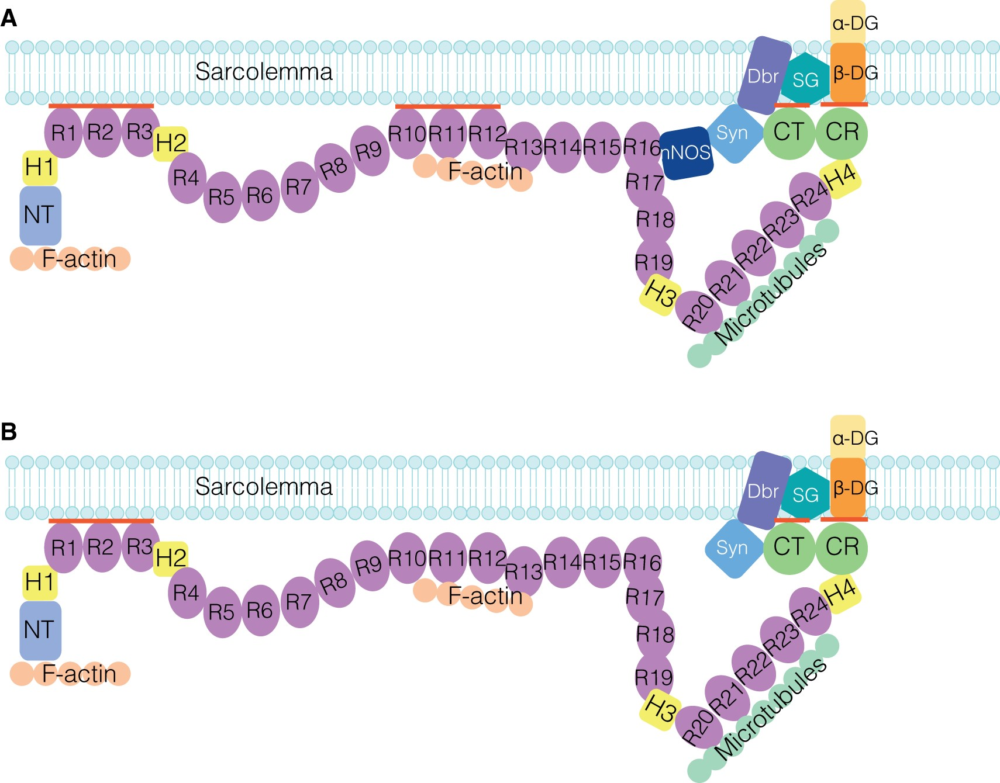 A
α-DG
Sarcolemma
Dbr
SG
β-DG
R1
R2
R3
H2
H1
R4
R5
R6
R7
R8
R9
R10
R11
R12
R13
R14
R15
R16
nNOS
Syn
CT
CR
F-actin
NT
F-actin
R17
R18
R19
H3
R20
R21
R22
R23
R24
H4
Microtubules
B
α-DG
Sarcolemma
Dbr
SG
β-DG
R1
R2
R3
H2
H1
R4
R5
R6
R7
R8
R9
R10
R11
R12
R13
R14
R15
R16
Syn
CT
CR
F-actin
NT
F-actin
R17
R18
R19
H3
R20
R21
R22
R23
R24
H4
Microtubules